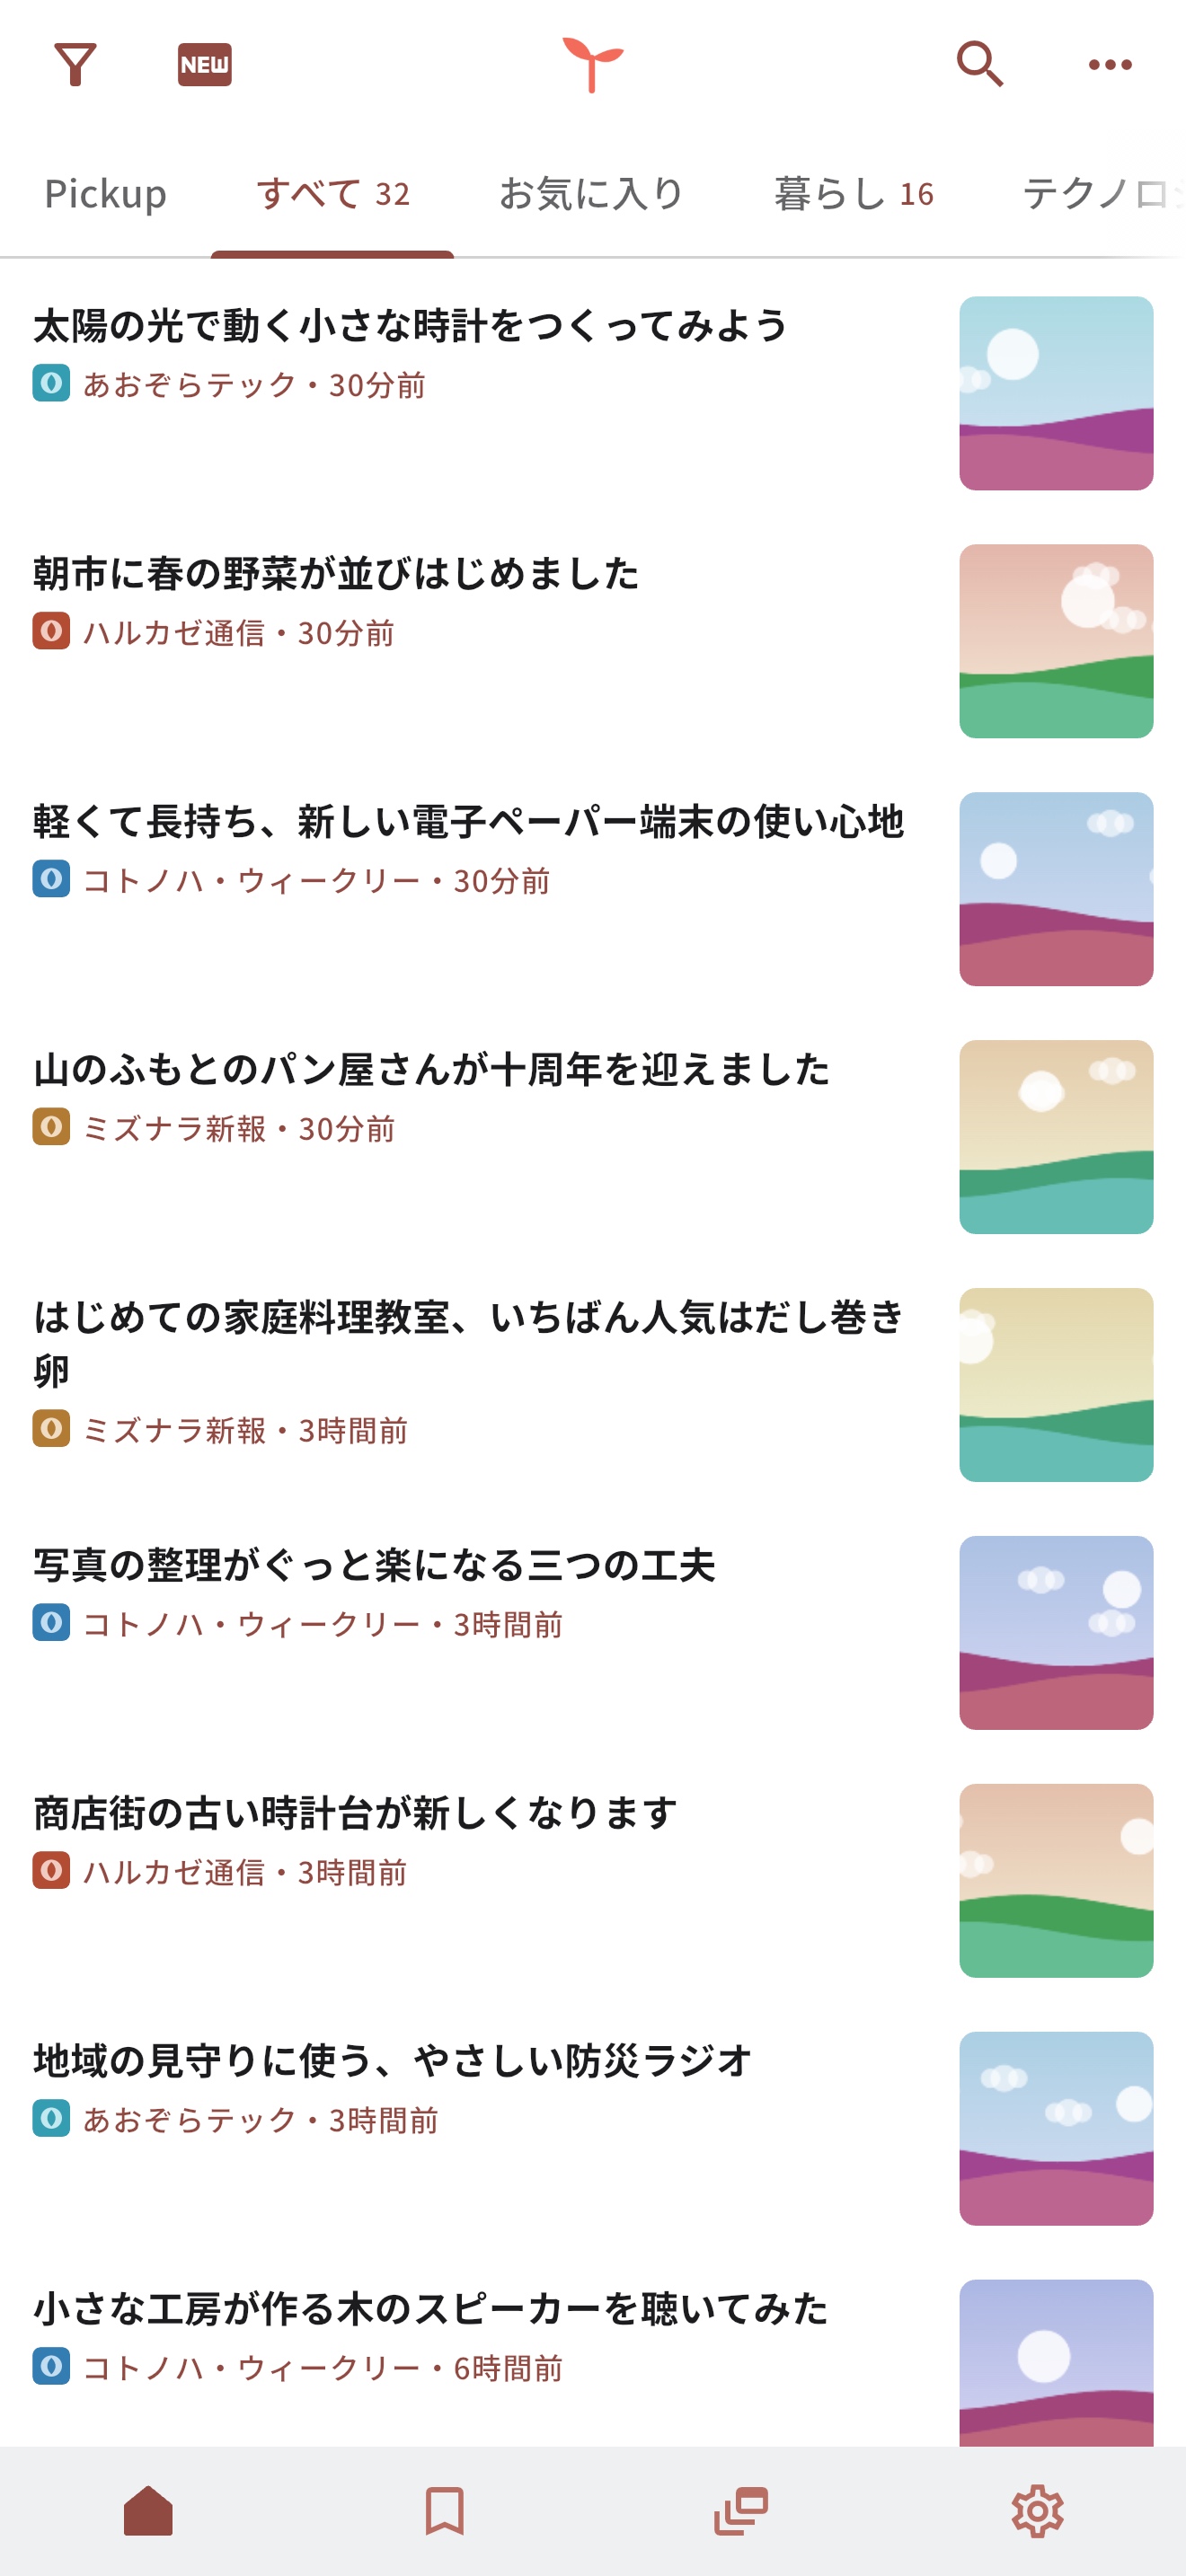 NEW
Pickup
すべて 32
お気に入り
暮らし 16
テクノロ
太陽の光で動く小さな時計をつくってみよう
あおぞらテック・30分前
朝市に春の野菜が並びはじめました
ハルカゼ通信・30分前
軽くて長持ち、新しい電子ペーパー端末の使い心地
コトノハ・ウィークリー・30分前
山のふもとのパン屋さんが十周年を迎えました
ミズナラ新報・30分前
はじめての家庭料理教室、いちばん人気はだし巻き
卵
ミズナラ新報・3時間前
写真の整理がぐっと楽になる三つの工夫
コトノハ・ウィークリー・3時間前
商店街の古い時計台が新しくなります
ハルカゼ通信・3時間前
地域の見守りに使う、やさしい防災ラジオ
あおぞらテック・3時間前
小さな工房が作る木のスピーカーを聴いてみた
コトノハ・ウィークリー・6時間前